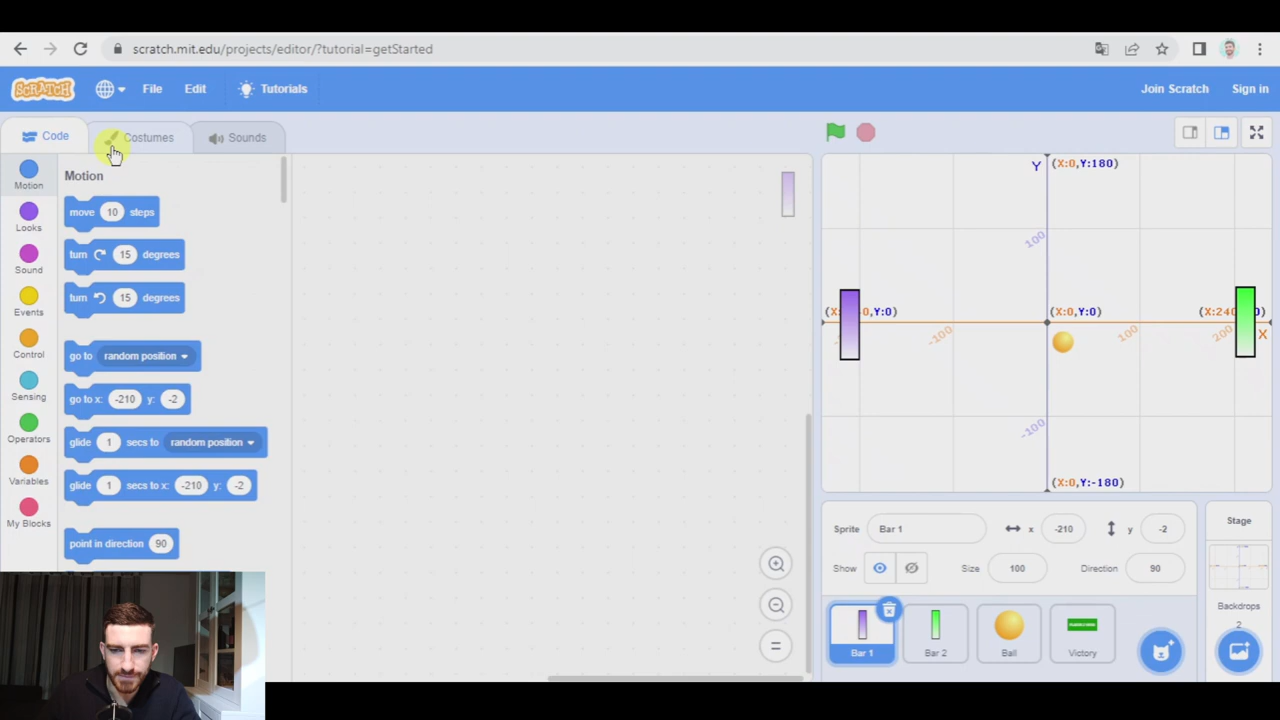 scratch.mit.edu/projects/editor/?tutorial=getStarted
SCRATCH
File
Edit
Tutorials
Join Scratch
Sign in
Code
Costumes
Sounds
Motion
Looks
Sound
Events
Control
Sensing
Operators
Variables
My Blocks
Motion
move 10 steps
turn 15 degrees
turn 15 degrees
go to random position
go to x: -210 y: -2
glide 1 secs to random position
glide 1 secs to x: -210 y: -2
point in direction 90
Y
(X:0,Y:180)
100
0,Y:0)
(X:0,Y:0)
(X:240
0)
-100
100
200
X
-100
(X:0,Y:-180)
Sprite
Bar 1
x
-210
y
-2
Show
Size
100
Direction
90
Bar 1
Bar 2
Ball
Victory
Stage
Backdrops
2